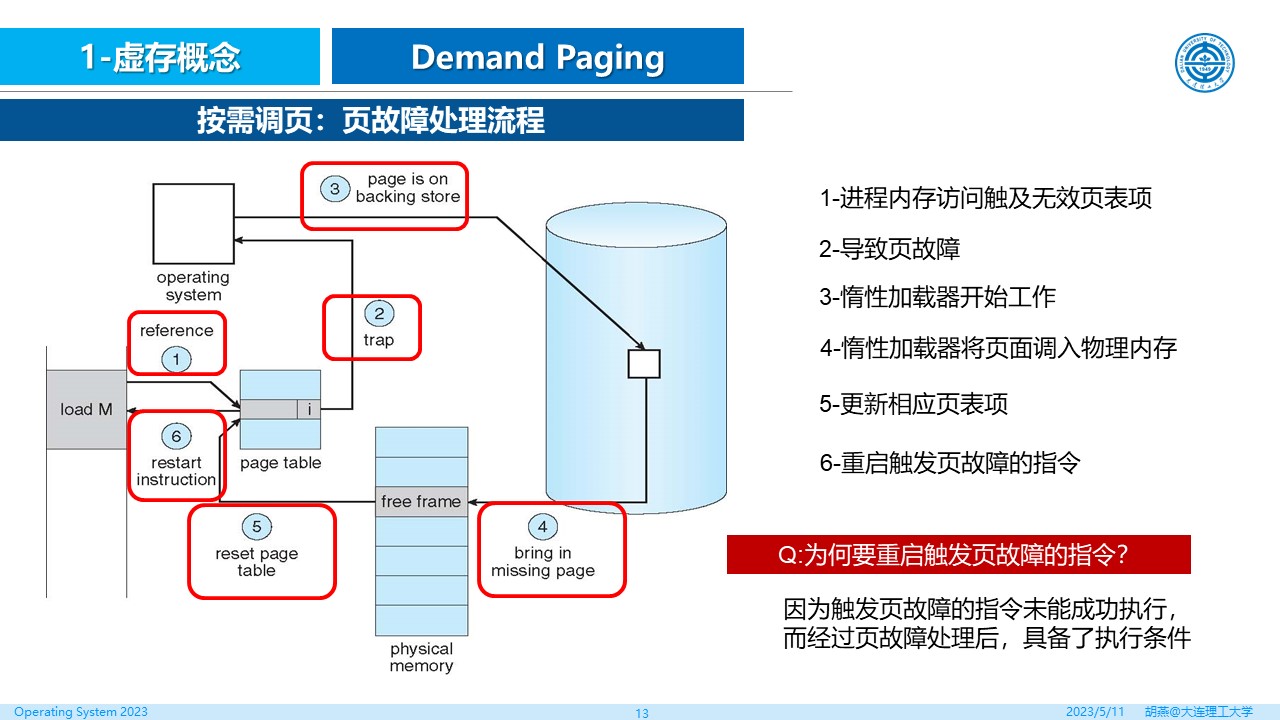 1-虚存概念
Demand Paging
按需调页：页故障处理流程
3
page is on
backing store
operating
system
reference
1
2
trap
load M
i
6
restart
instruction
page table
free frame
5
reset page
table
4
bring in
missing page
physical
memory
1-进程内存访问触及无效页表项
2-导致页故障
3-惰性加载器开始工作
4-惰性加载器将页面调入物理内存
5-更新相应页表项
6-重启触发页故障的指令
Q:为何要重启触发页故障的指令？
因为触发页故障的指令未能成功执行，
而经过页故障处理后，具备了执行条件
DALIAN UNIVERSITY OF TECHNOLOGY
1949
Operating System 2023
13
2023/5/11
胡燕@大连理工大学